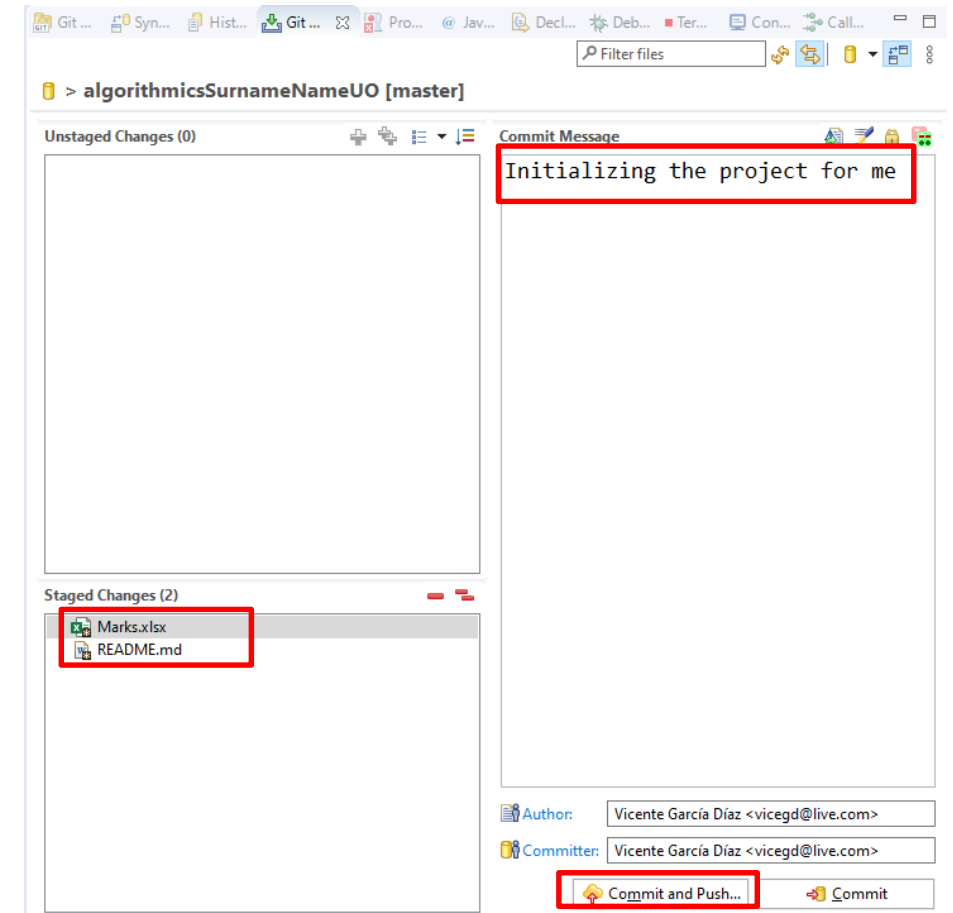 Git ... Syn... Hist... Git ... Pro... @ Jav... Decl... Deb... Ter... Con... Call...
Filter files
> algorithmicsSurnameNameUO [master]
Unstaged Changes (0)
Commit Message
Initializing the project for me
Staged Changes (2)
Marks.xlsx
README.md
Author: Vicente García Díaz <vicegd@live.com>
Committer: Vicente García Díaz <vicegd@live.com>
Commit and Push... Commit